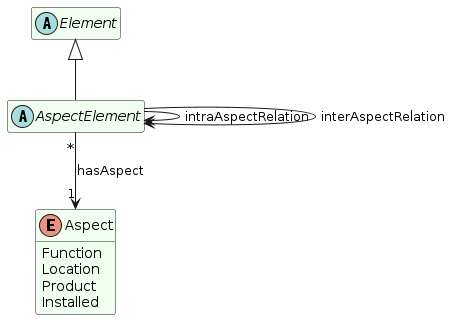 A Element
A AspectElement
intraAspectRelation
interAspectRelation
*
hasAspect
1
E Aspect
Function
Location
Product
Installed